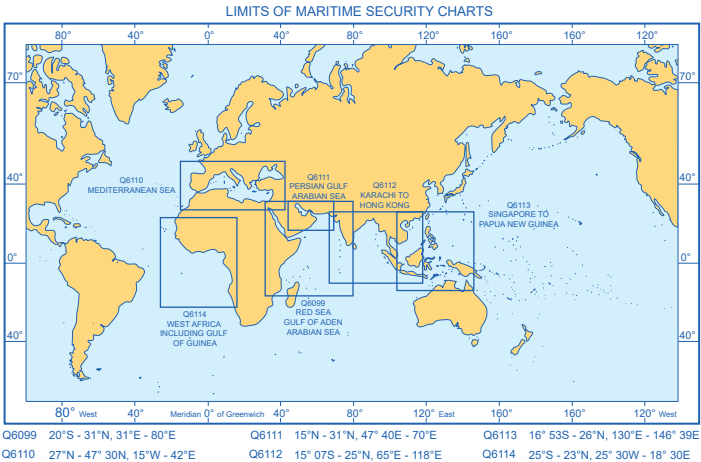 LIMITS OF MARITIME SECURITY CHARTS
80° 40° 0° 40° 80° 120° 160° 160° 120°
70° 70°
Q6110
MEDITERRANEAN SEA
Q6111
PERSIAN GULF
ARABIAN SEA
Q6112
KARACHI TO
HONG KONG
Q6113
SINGAPORE TO
PAPUA NEW GUINEA
40° 40°
0° 0°
Q6114
WEST AFRICA
INCLUDING GULF
OF GUINEA
Q6099
RED SEA
GULF OF ADEN
ARABIAN SEA
40° 40°
80° West 40° Meridian 0° of Greenwich 40° 80° 120° East 160° 160° 120° West
Q6099 20°S - 31°N, 31°E - 80°E Q6111 15°N - 31°N, 47° 40E - 70°E Q6113 16° 53S - 26°N, 130°E - 146° 39E
Q6110 27°N - 47° 30N, 15°W - 42°E Q6112 15° 07S - 25°N, 65°E - 118°E Q6114 25°S - 23°N, 25° 30W - 18° 30E